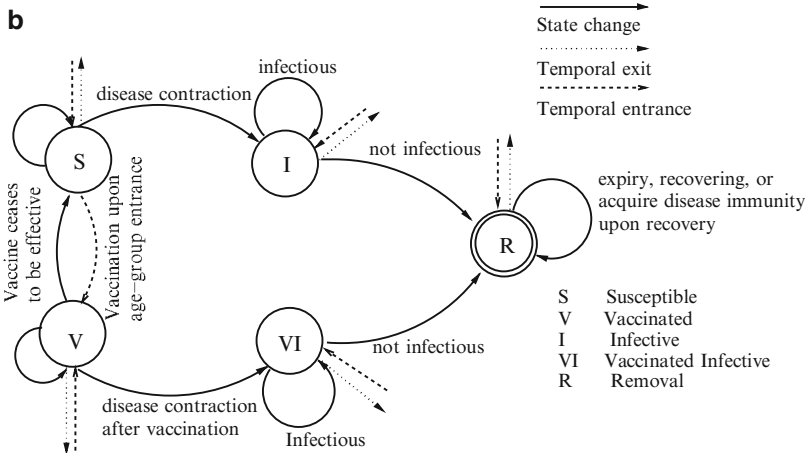 b
State change
Temporal exit
Temporal entrance
infectious
disease contraction
S
I
not infectious
expiry, recovering, or
acquire disease immunity
upon recovery
R
Vaccine ceases
to be effective
Vaccination upon
age–group entrance
V
VI
not infectious
disease contraction
after vaccination
Infectious
S Susceptible
V Vaccinated
I Infective
VI Vaccinated Infective
R Removal